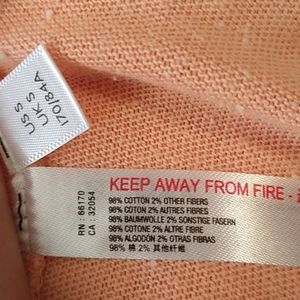 US S
UK S
170/84A
KEEP AWAY FROM FIRE -
RN : 66170
CA : 32054
98% COTTON 2% OTHER FIBERS
98% COTON 2% AUTRES FIBRES
98% BAUMWOLLE 2% SONSTIGE FASERN
98% COTONE 2% ALTRE FIBRE
98% ALGODÓN 2% OTRAS FIBRAS
98% 棉 2% 其他纤维